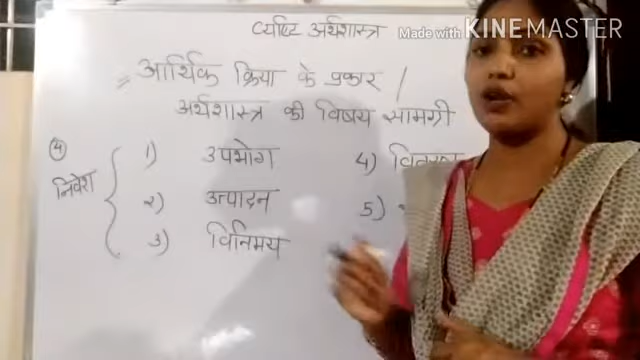 व्यष्टि अर्थशास्त्र
Made with KINEMASTER
आर्थिक क्रिया के प्रकार /
अर्थशास्त्र की विषय सामग्री
④
निवेश
1) उपभोग
2) उत्पादन
3) विनिमय
4) वितरण
5)